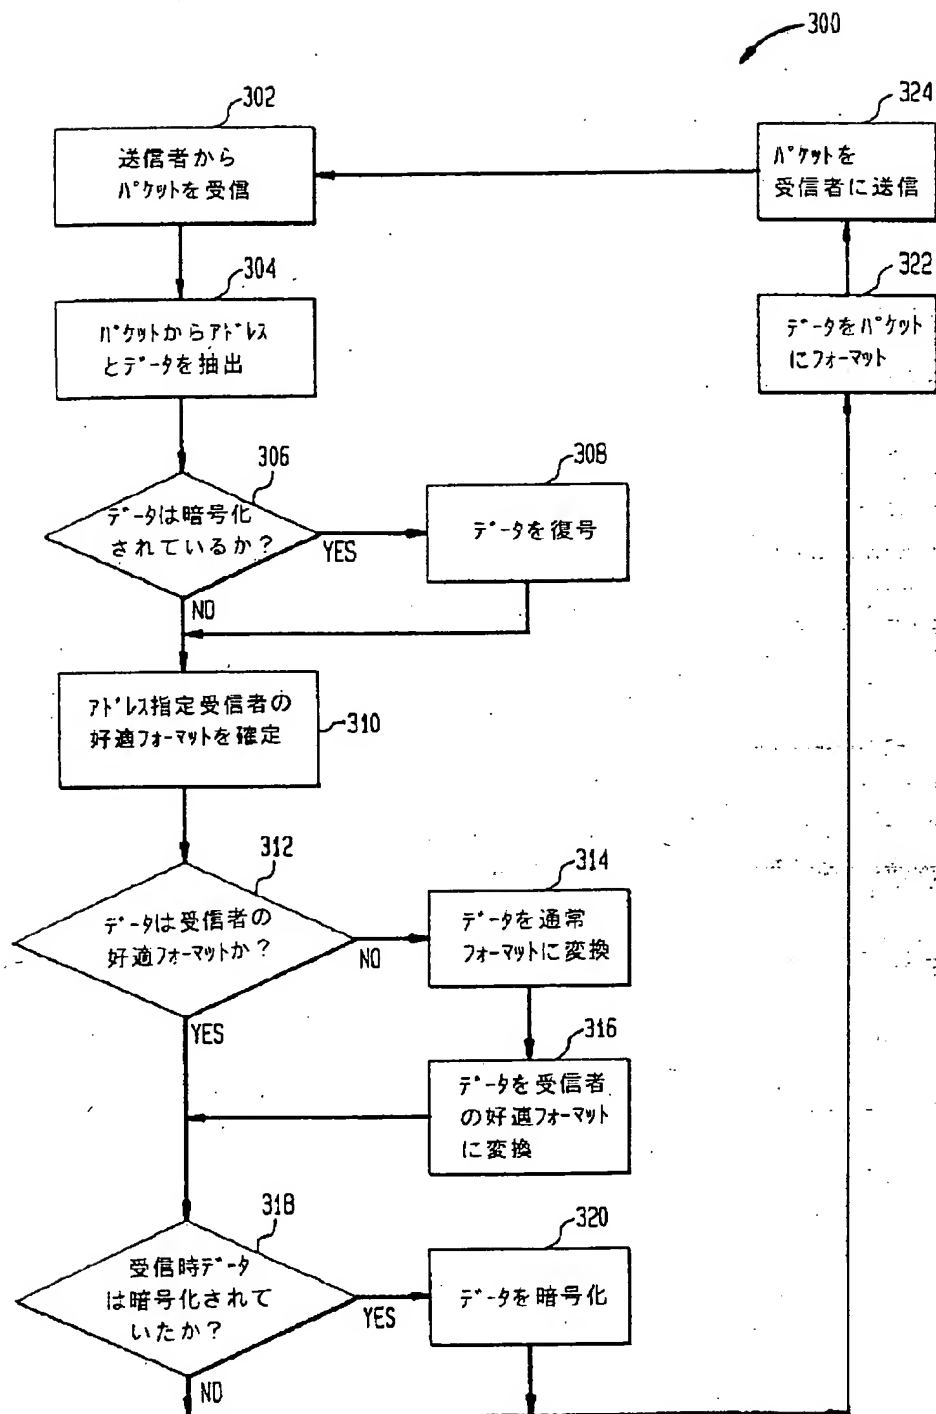 300
302
送信者から
パケットを受信
324
パケットを
受信者に送信
304
パケットからアドレス
とデータを抽出
322
データをパケット
にフォーマット
306
データは暗号化
されているか?
YES
NO
308
データを復号
アドレス指定受信者の
好適フォーマットを確定
310
312
データは受信者の
好適フォーマットか?
NO
YES
314
データを通常
フォーマットに変換
316
データを受信者
の好適フォーマット
に変換
318
受信時データ
は暗号化されて
いたか?
YES
NO
320
データを暗号化